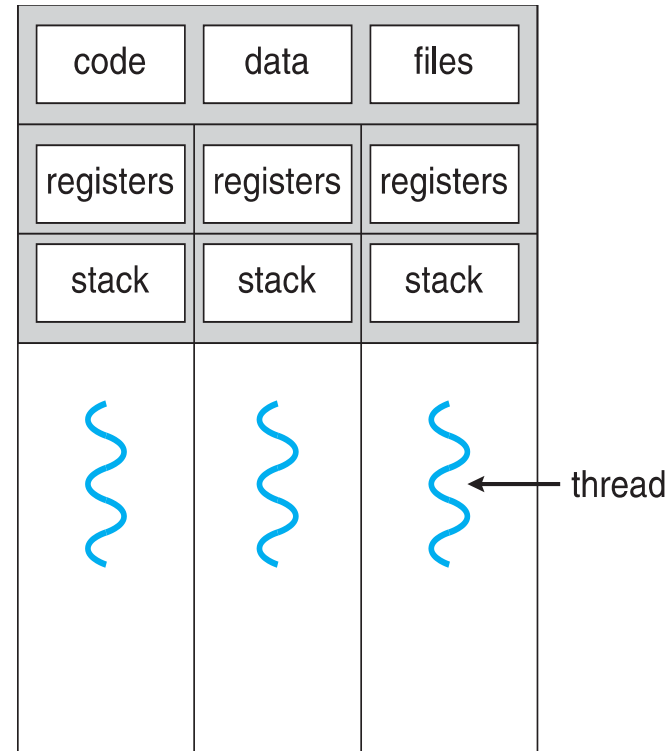 code data files
registers registers registers
stack stack stack
thread